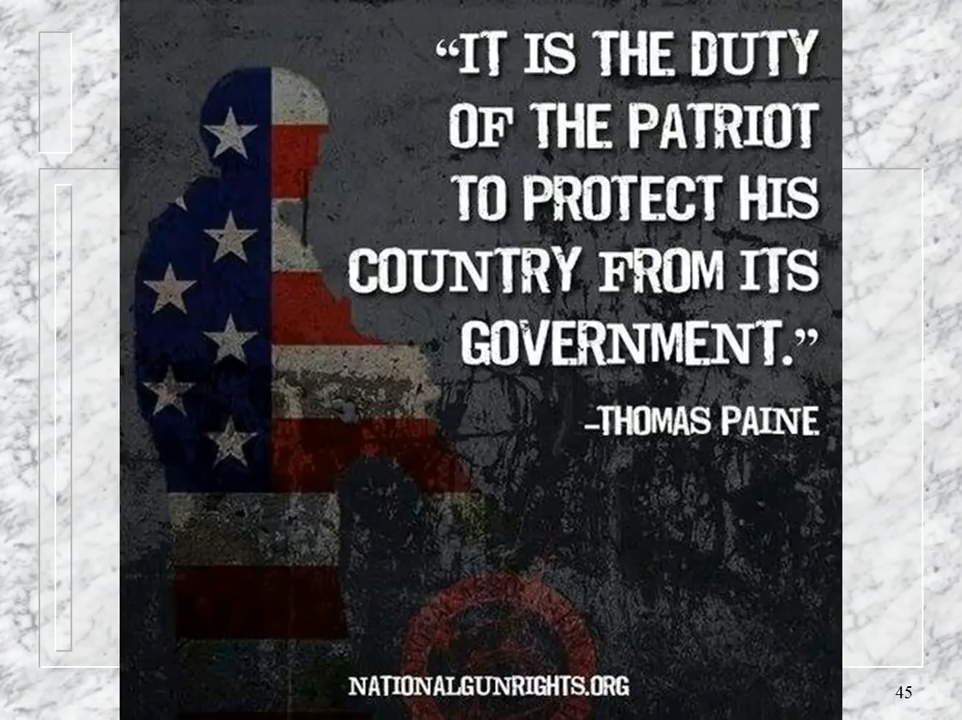 “IT IS THE DUTY
OF THE PATRIOT
TO PROTECT HIS
COUNTRY FROM ITS
GOVERNMENT.”
–THOMAS PAINE
NATIONALGUNRIGHTS.ORG
45